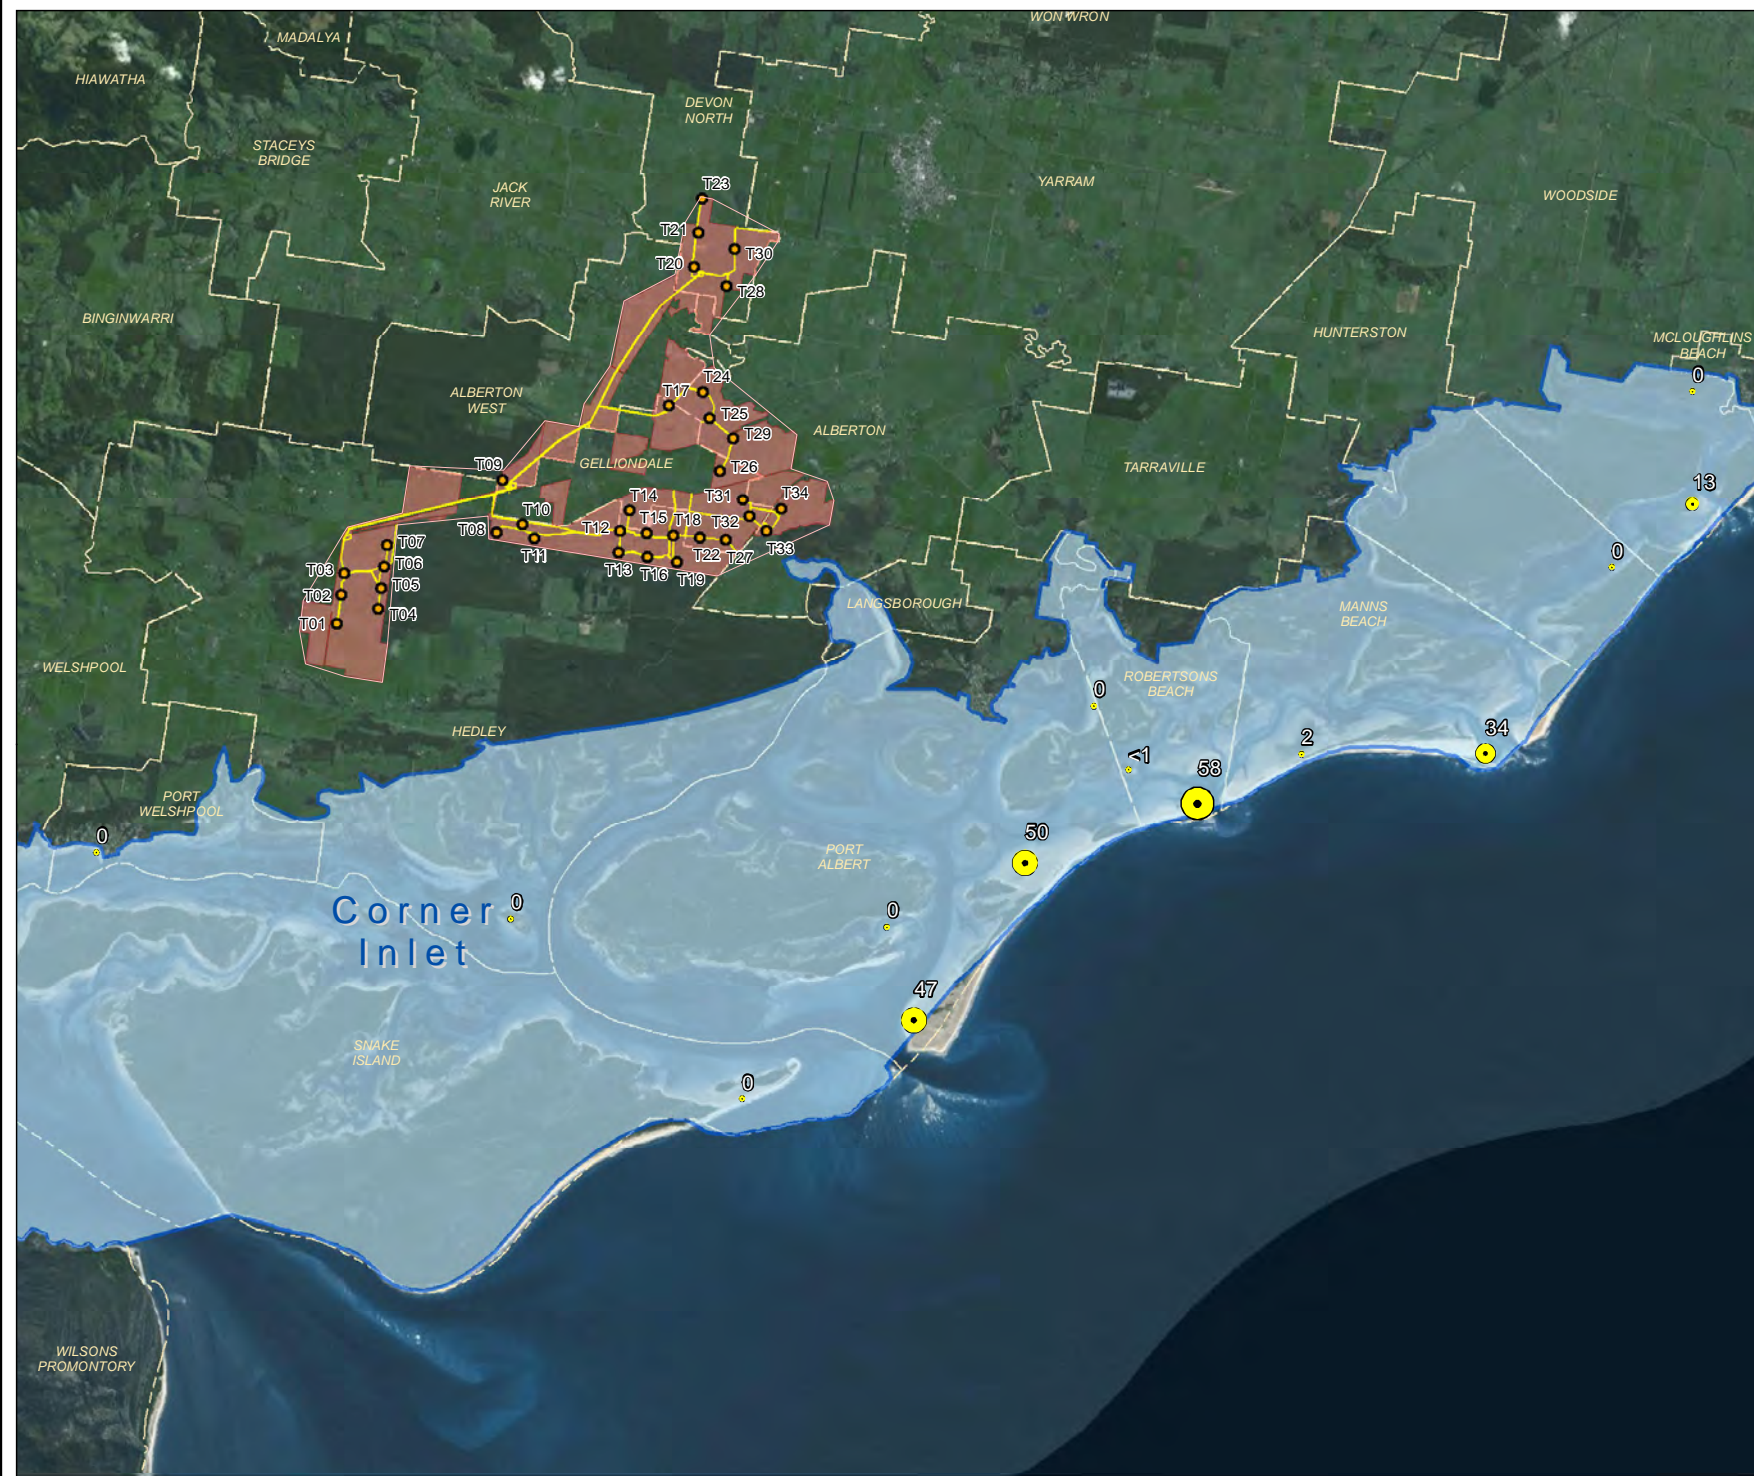 WON WRON
MADALYA
HIAWATHA
DEVON
NORTH
STACEYS
BRIDGE
JACK
RIVER
YARRAM
WOODSIDE
T23
T21
T30
T20
T28
BINGINWARRI
HUNTERSTON
MCLOUGHLINS
BEACH
0
ALBERTON
WEST
T17
T24
T25
T29
ALBERTON
GELLIONDALE
T26
TARRAVILLE
T09
13
T14
T31
T34
T10
T08
T11
T12
T15
T18
T32
T22
T27
T33
T13
T16
T19
0
T07
T03
T06
T02
T05
T04
T01
LANGSBOROUGH
MANNS
BEACH
WELSHPOOL
ROBERTSONS
BEACH
0
HEDLEY
<1
2
34
58
PORT
WELSHPOOL
0
50
PORT
ALBERT
Corner
Inlet
0
0
47
SNAKE
ISLAND
0
WILSONS
PROMONTORY